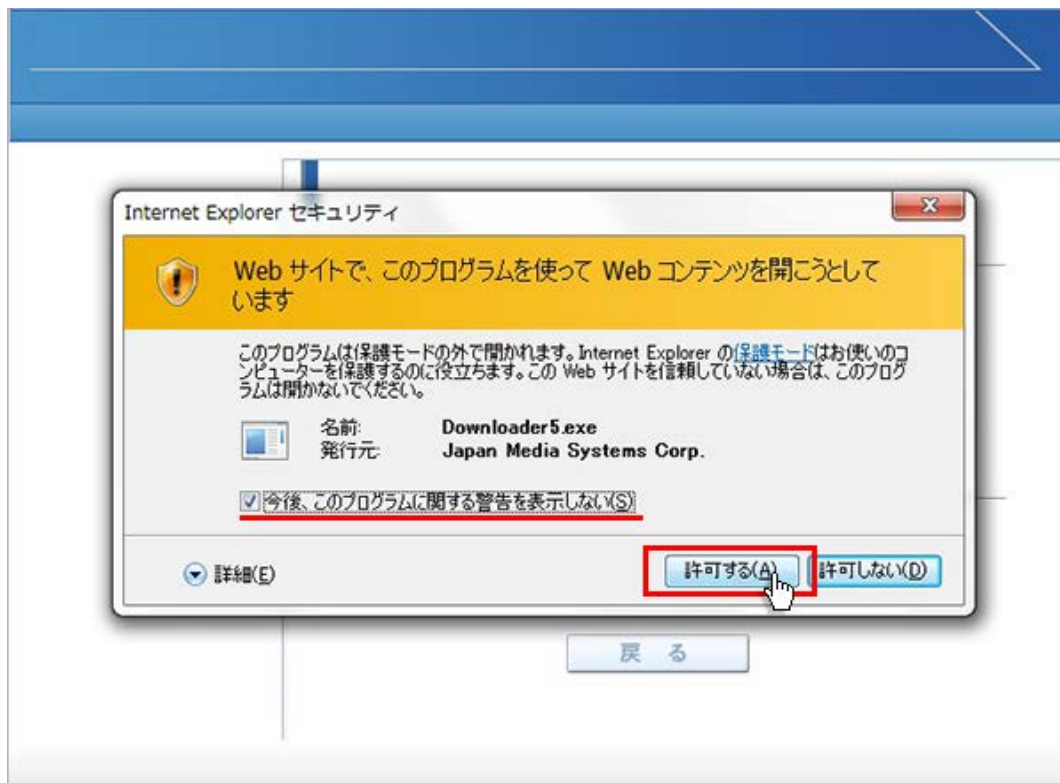 Internet Explorer セキュリティ
Web サイトで、このプログラムを使って Web コンテンツを開こうとして
います
このプログラムは保護モードの外で開かれます。Internet Explorer の保護モードはお使いのコ
ンピューターを保護するのに役立ちます。この Web サイトを信頼していない場合は、このプログ
ラムは開かないでください。
名前: Downloader5.exe
発行元: Japan Media Systems Corp.
今後、このプログラムに関する警告を表示しない(S)
詳細(E) 許可する(A) 許可しない(D)
戻る